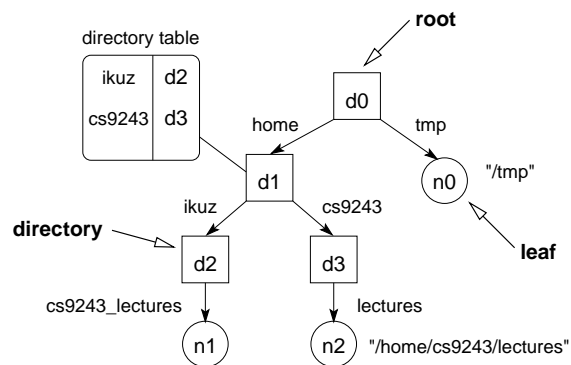 root
directory table
ikuz d2
cs9243 d3
d0
home
tmp
d1
n0
"/tmp"
ikuz
cs9243
directory
leaf
d2
d3
cs9243_lectures
lectures
n1
n2
"/home/cs9243/lectures"